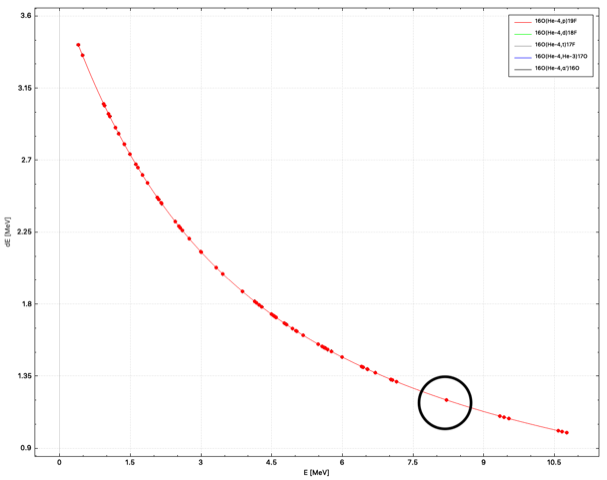 3.6
3.15
2.7
2.25
1.8
1.35
0.9
dE [MeV]
16O(He-4,p)19F
16O(He-4,d)18F
16O(He-4,t)17F
16O(He-4,He-3)17O
16O(He-4,α')16O
0 1.5 3 4.5 6 7.5 9 10.5
E [MeV]